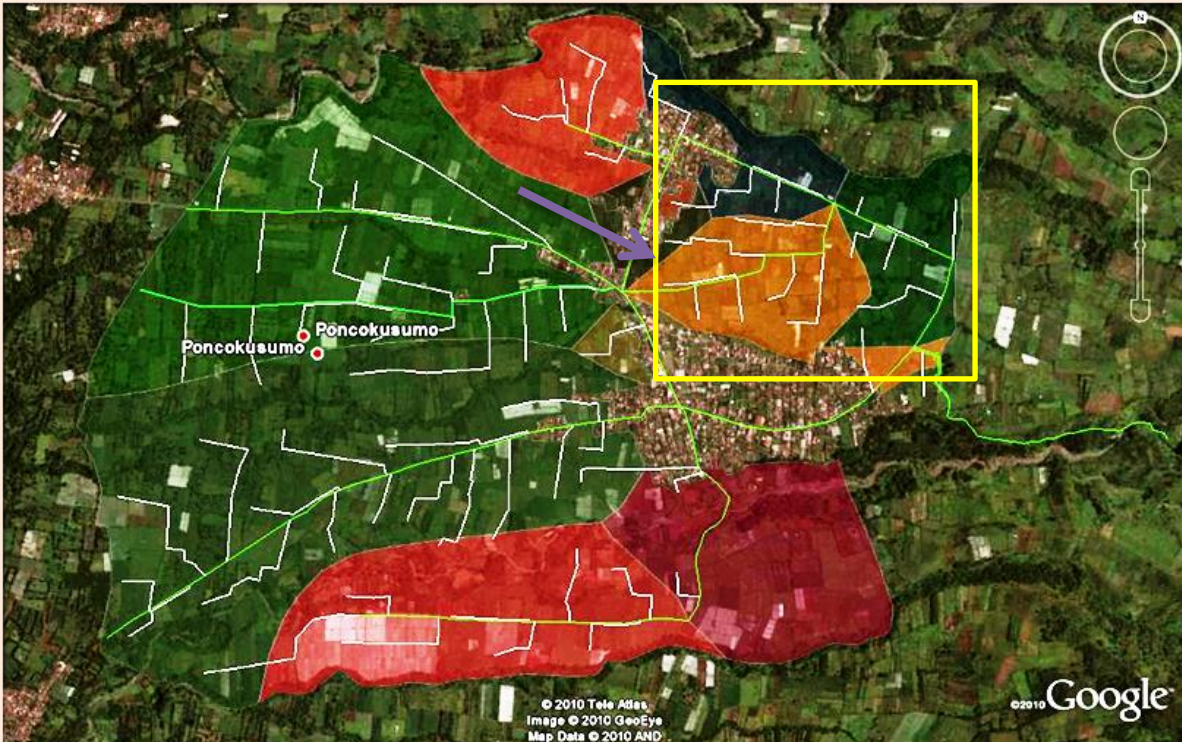 N
Poncokusumo
Poncokusumo
© 2010 Tele Atlas
Image © 2010 GeoEye
Map Data © 2010 AND
©2010 Google